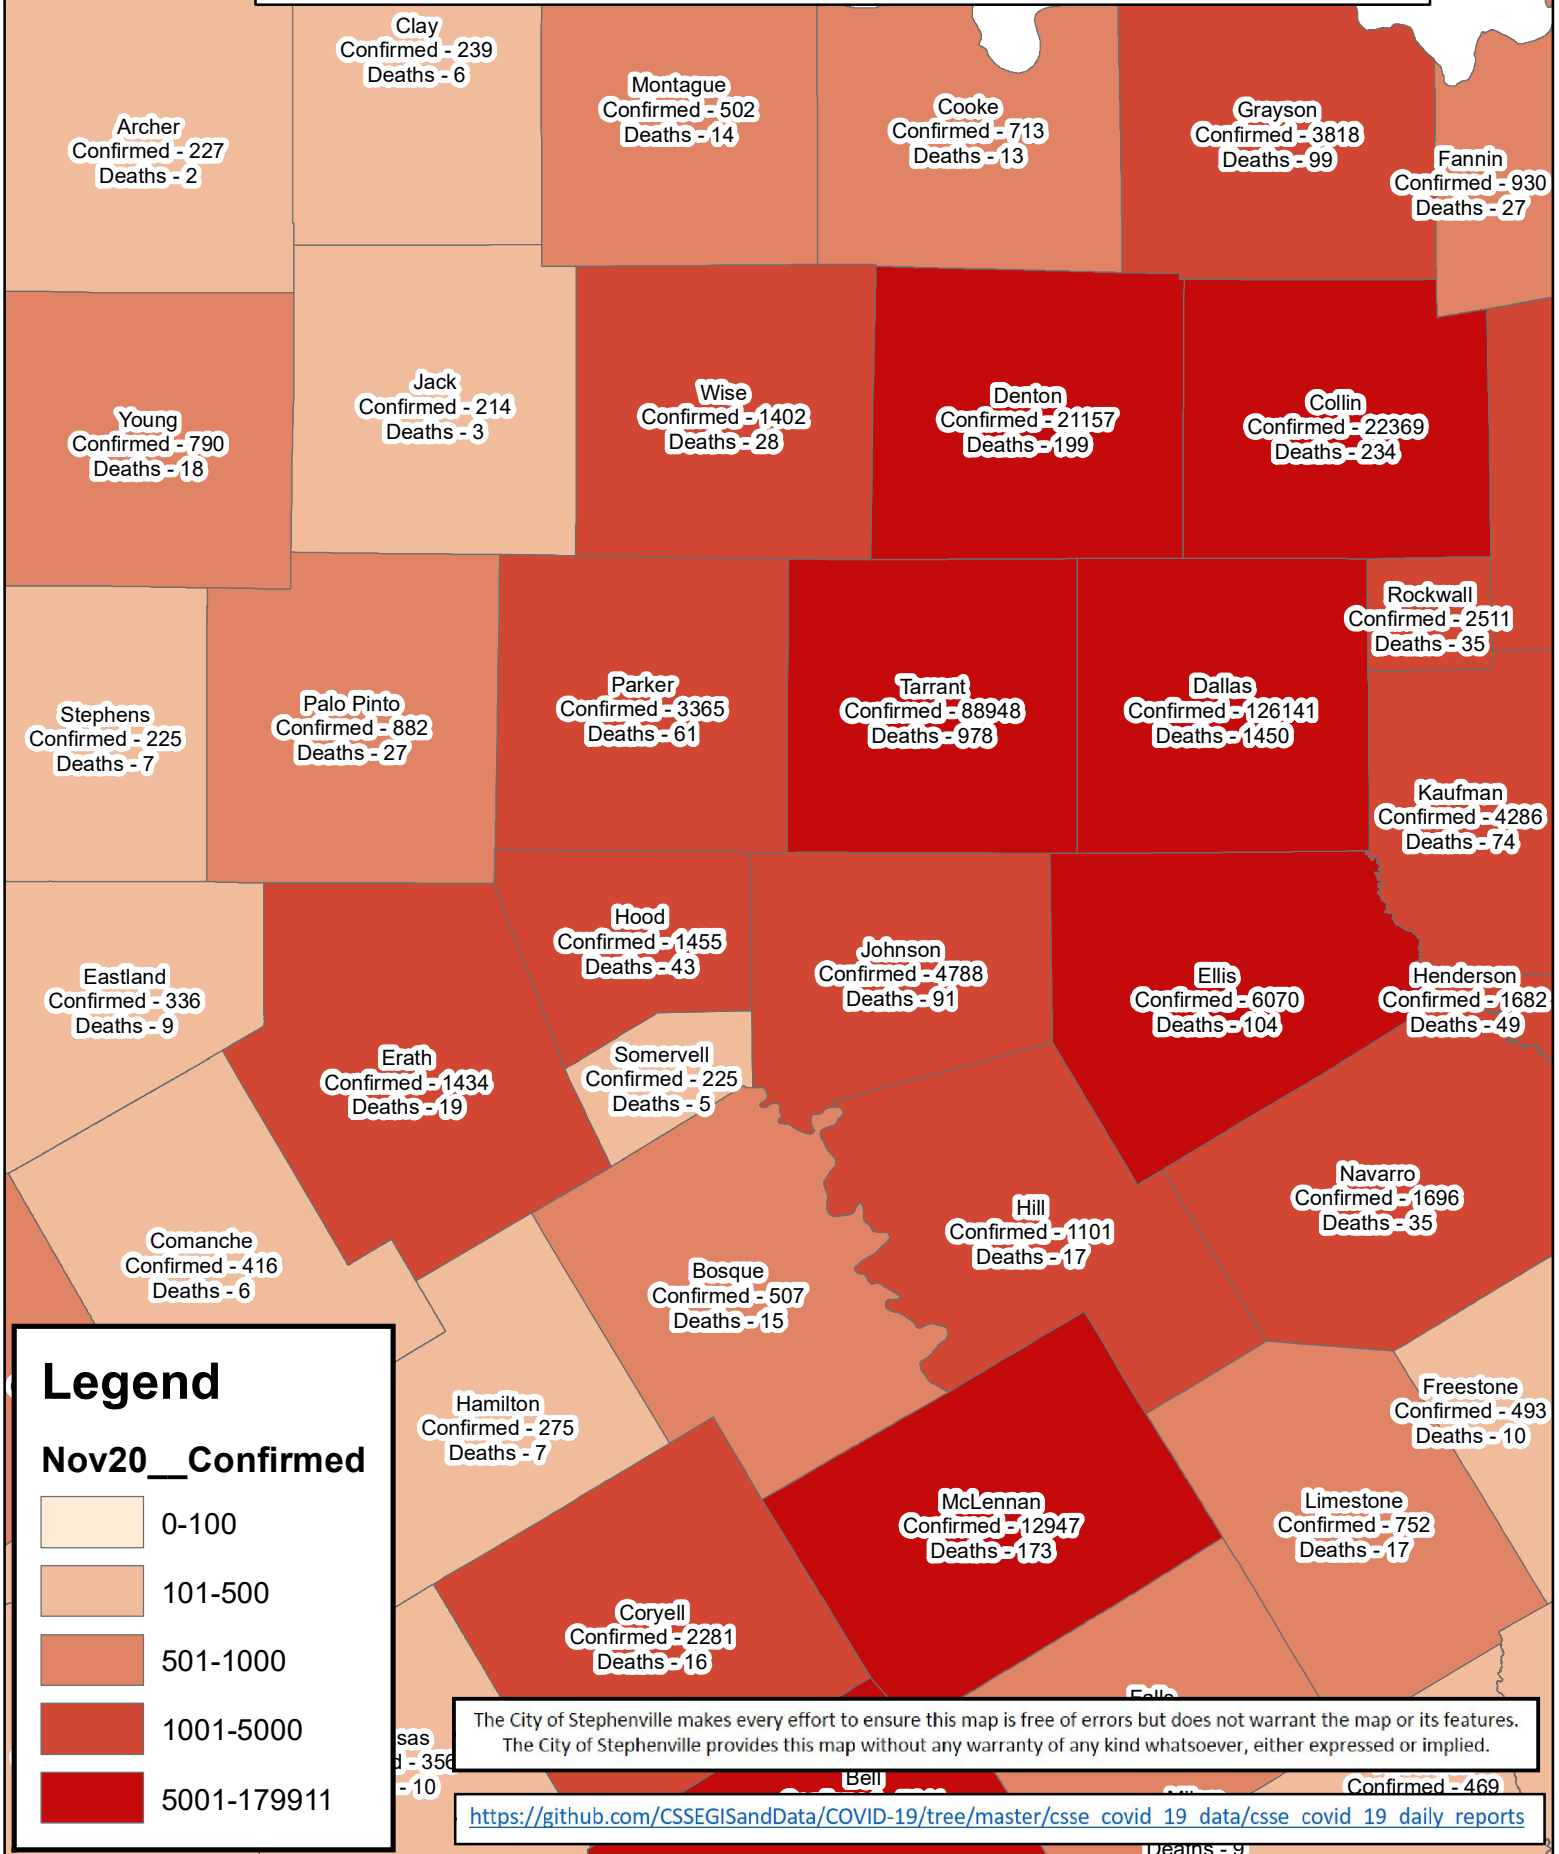 Clay
Confirmed - 239
Deaths - 6
Montague
Confirmed - 502
Deaths - 14
Cooke
Confirmed - 713
Deaths - 13
Grayson
Confirmed - 3818
Deaths - 99
Archer
Confirmed - 227
Deaths - 2
Fannin
Confirmed - 930
Deaths - 27
Young
Confirmed - 790
Deaths - 18
Jack
Confirmed - 214
Deaths - 3
Wise
Confirmed - 1402
Deaths - 28
Denton
Confirmed - 21157
Deaths - 199
Collin
Confirmed - 22369
Deaths - 234
Rockwall
Confirmed - 2511
Deaths - 35
Stephens
Confirmed - 225
Deaths - 7
Palo Pinto
Confirmed - 882
Deaths - 27
Parker
Confirmed - 3365
Deaths - 61
Tarrant
Confirmed - 88948
Deaths - 978
Dallas
Confirmed - 126141
Deaths - 1450
Kaufman
Confirmed - 4286
Deaths - 74
Eastland
Confirmed - 336
Deaths - 9
Hood
Confirmed - 1455
Deaths - 43
Johnson
Confirmed - 4788
Deaths - 91
Ellis
Confirmed - 6070
Deaths - 104
Henderson
Confirmed - 1682
Deaths - 49
Erath
Confirmed - 1434
Deaths - 19
Somervell
Confirmed - 225
Deaths - 5
Navarro
Confirmed - 1696
Deaths - 35
Hill
Confirmed - 1101
Deaths - 17
Comanche
Confirmed - 416
Deaths - 6
Bosque
Confirmed - 507
Deaths - 15
Hamilton
Confirmed - 275
Deaths - 7
Freestone
Confirmed - 493
Deaths - 10
McLennan
Confirmed - 12947
Deaths - 173
Limestone
Confirmed - 752
Deaths - 17
Coryell
Confirmed - 2281
Deaths - 16
Legend
Nov20__Confirmed
0-100
101-500
501-1000
1001-5000
5001-179911
sas
d - 356
- 10
The City of Stephenville makes every effort to ensure this map is free of errors but does not warrant the map or its features.
The City of Stephenville provides this map without any warranty of any kind whatsoever, either expressed or implied.
Bell
Confirmed - 469
https://github.com/CSSEGISandData/COVID-19/tree/master/csse_covid_19_data/csse_covid_19_daily_reports
Deaths - 9